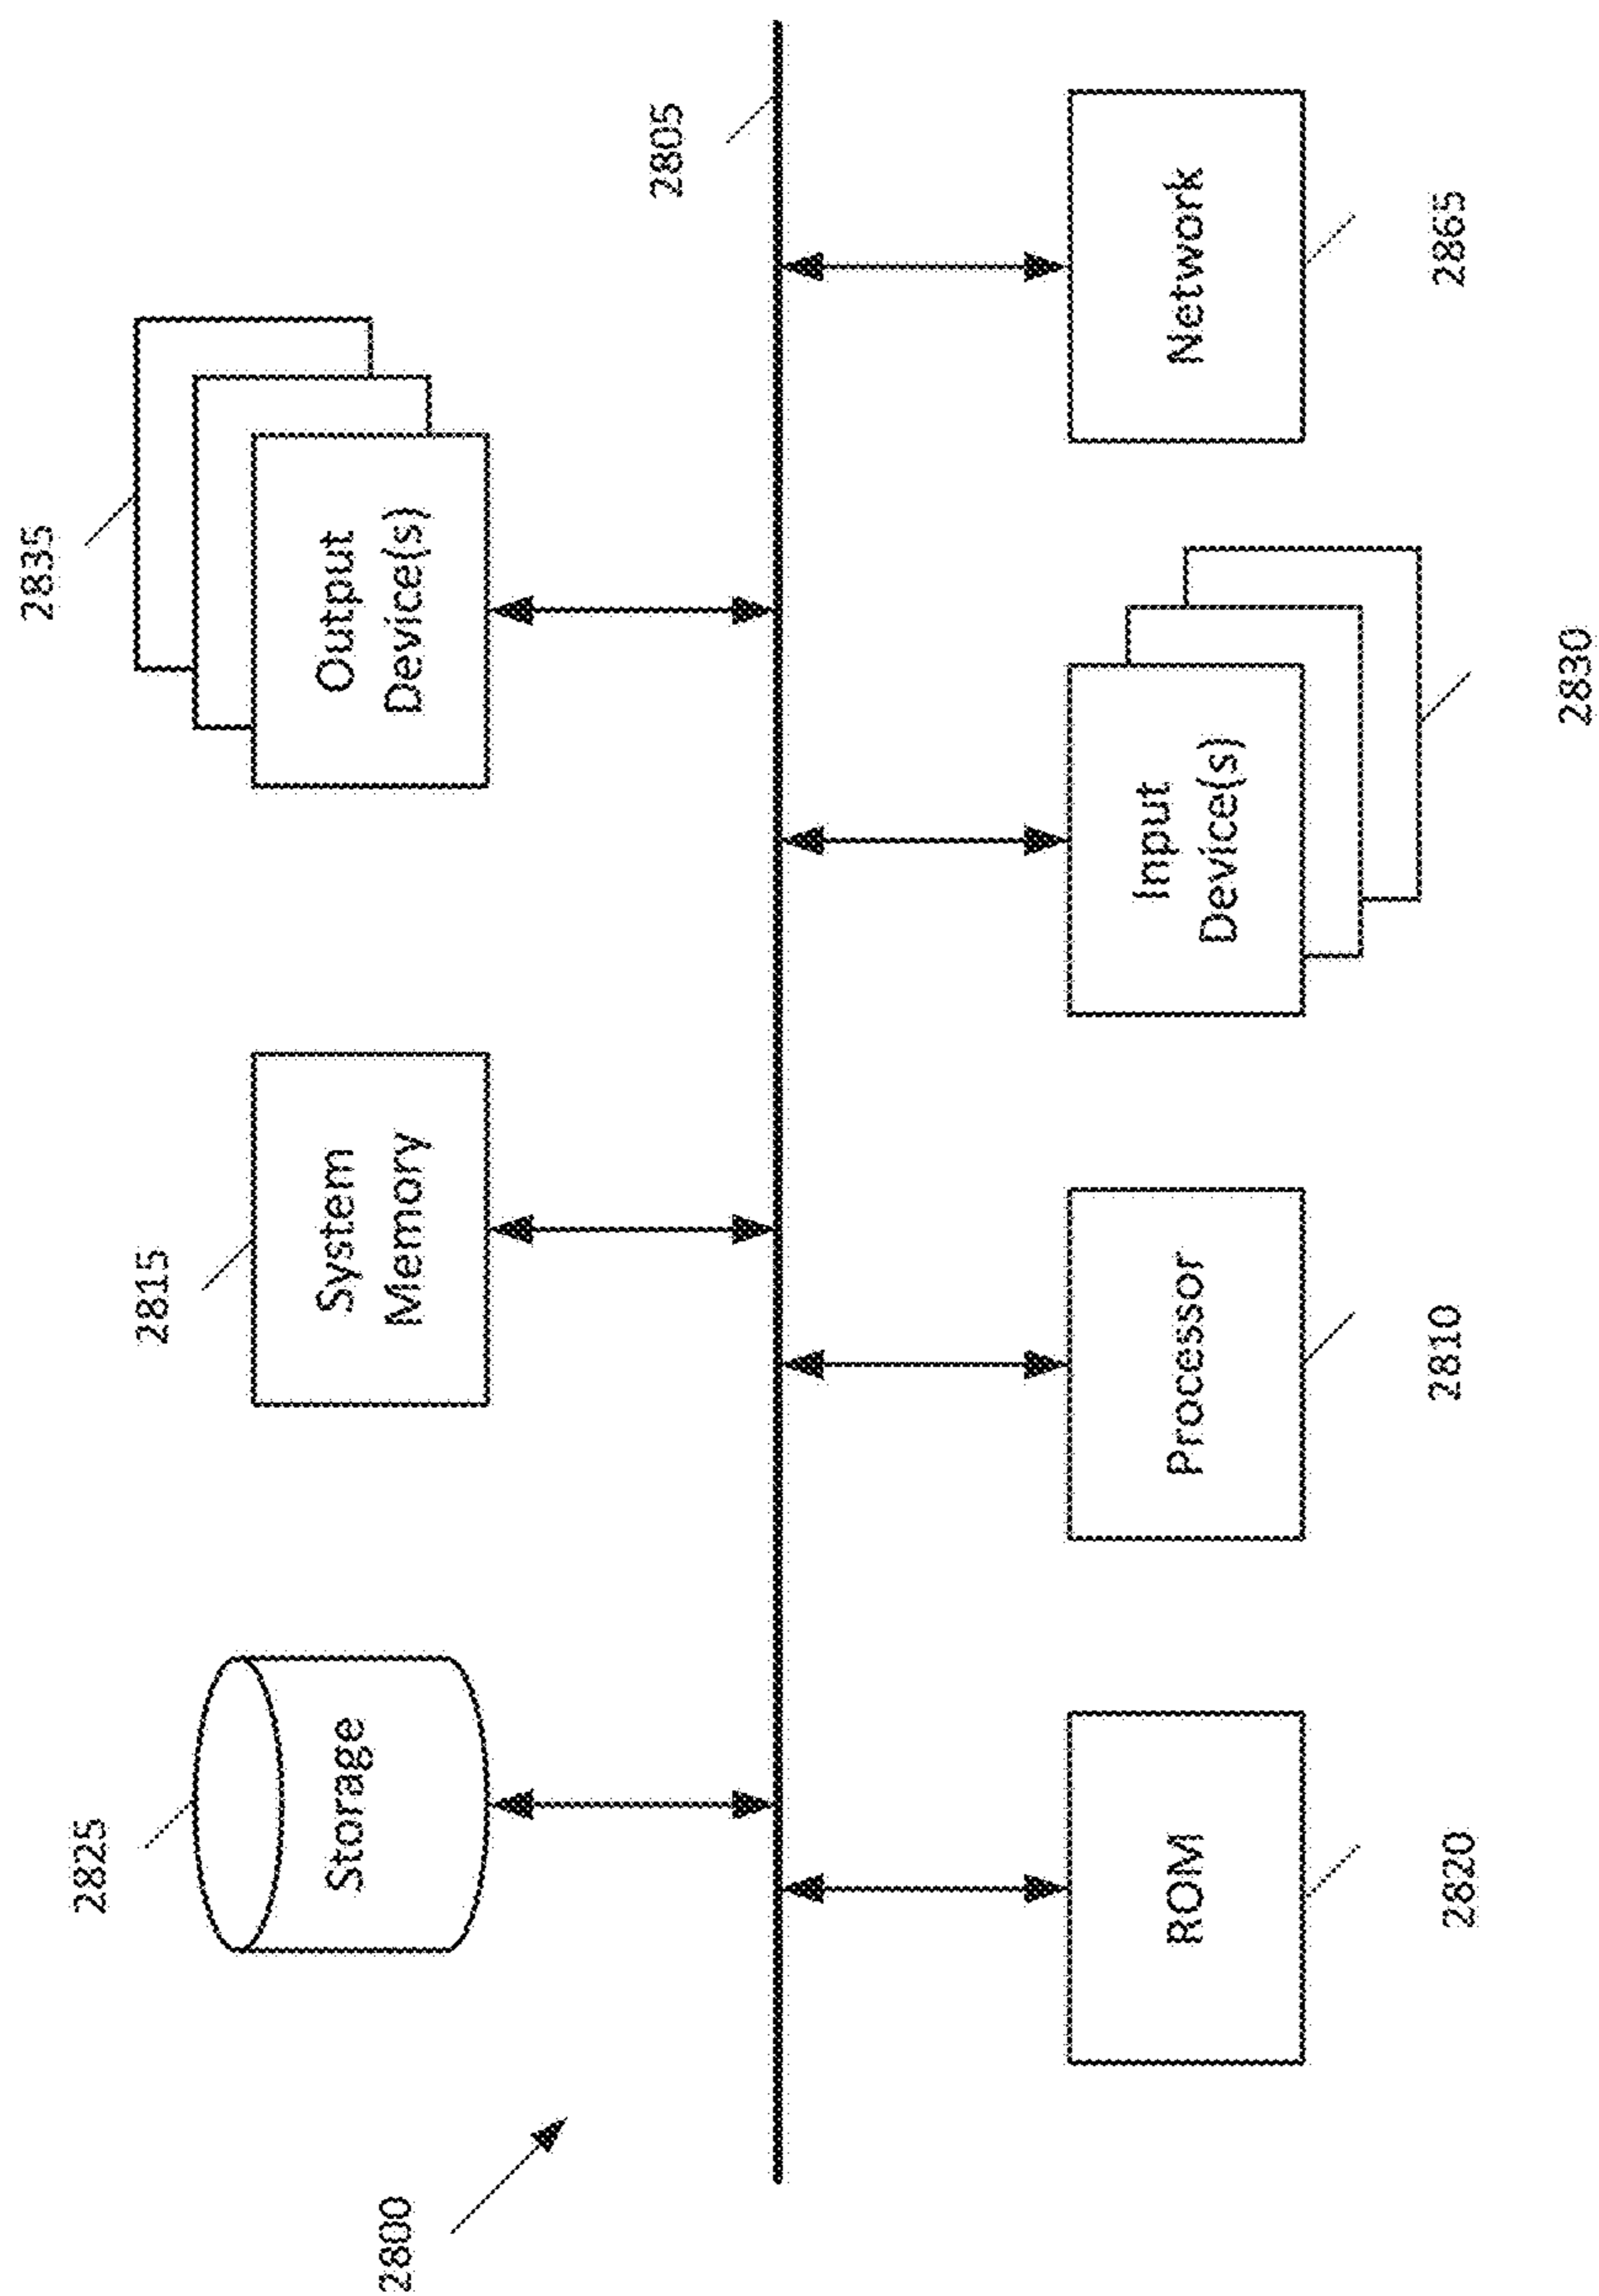 2825
2815
2835
Storage
System
Memory
Output
Device(s)
2805
2800
ROM
Processor
Input
Device(s)
Network
2820
2810
2830
2865